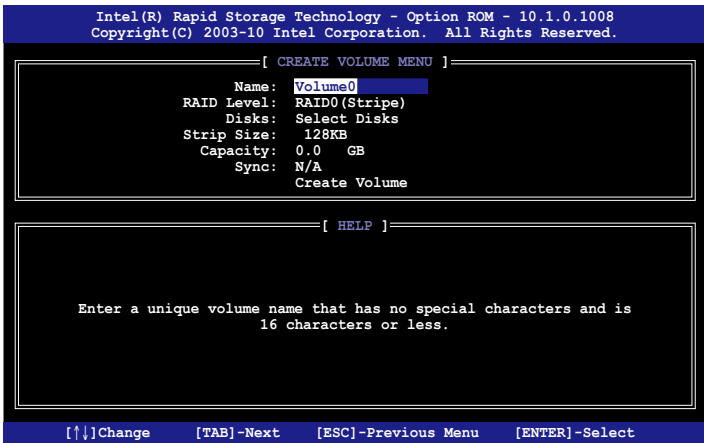 Intel(R) Rapid Storage Technology - Option ROM - 10.1.0.1008
Copyright(C) 2003-10 Intel Corporation. All Rights Reserved.
[ CREATE VOLUME MENU ]
Name: Volume0
RAID Level: RAID0(Stripe)
Disks: Select Disks
Strip Size: 128KB
Capacity: 0.0 GB
Sync: N/A
Create Volume
[ HELP ]
Enter a unique volume name that has no special characters and is
16 characters or less.
[↑↓]Change [TAB]-Next [ESC]-Previous Menu [ENTER]-Select